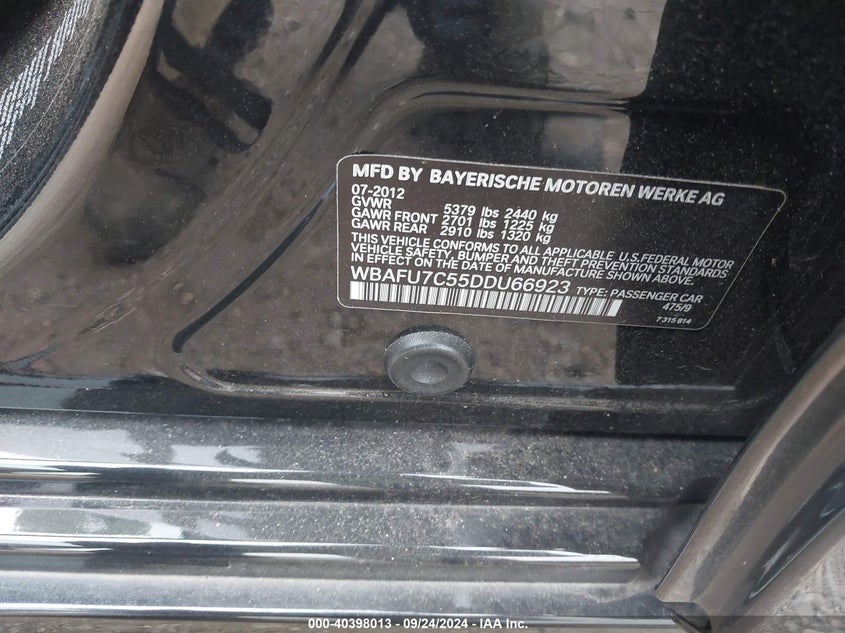 MFD BY BAYERISCHE MOTOREN WERKE AG
07-2012
GVWR 5379 lbs 2440 kg
GAWR FRONT 2701 lbs 1225 kg
GAWR REAR 2910 lbs 1320 kg
THIS VEHICLE CONFORMS TO ALL APPLICABLE U.S.FEDERAL MOTOR
VEHICLE SAFETY, BUMPER AND THEFT PREVENTION STANDARDS
IN EFFECT ON THE DATE OF MANUFACTURE SHOWN ABOVE.
WBAFU7C55DDU66923 TYPE: PASSENGER CAR
475/9
7 315 814
000-40398013 - 09/24/2024 - IAA Inc.